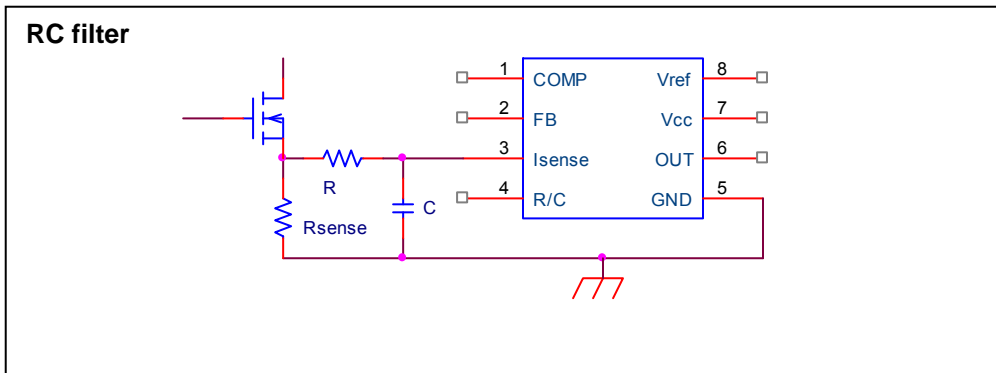 RC filter
1 COMP Vref 8
2 FB Vcc 7
3 Isense OUT 6
4 R/C GND 5
R
C
Rsense